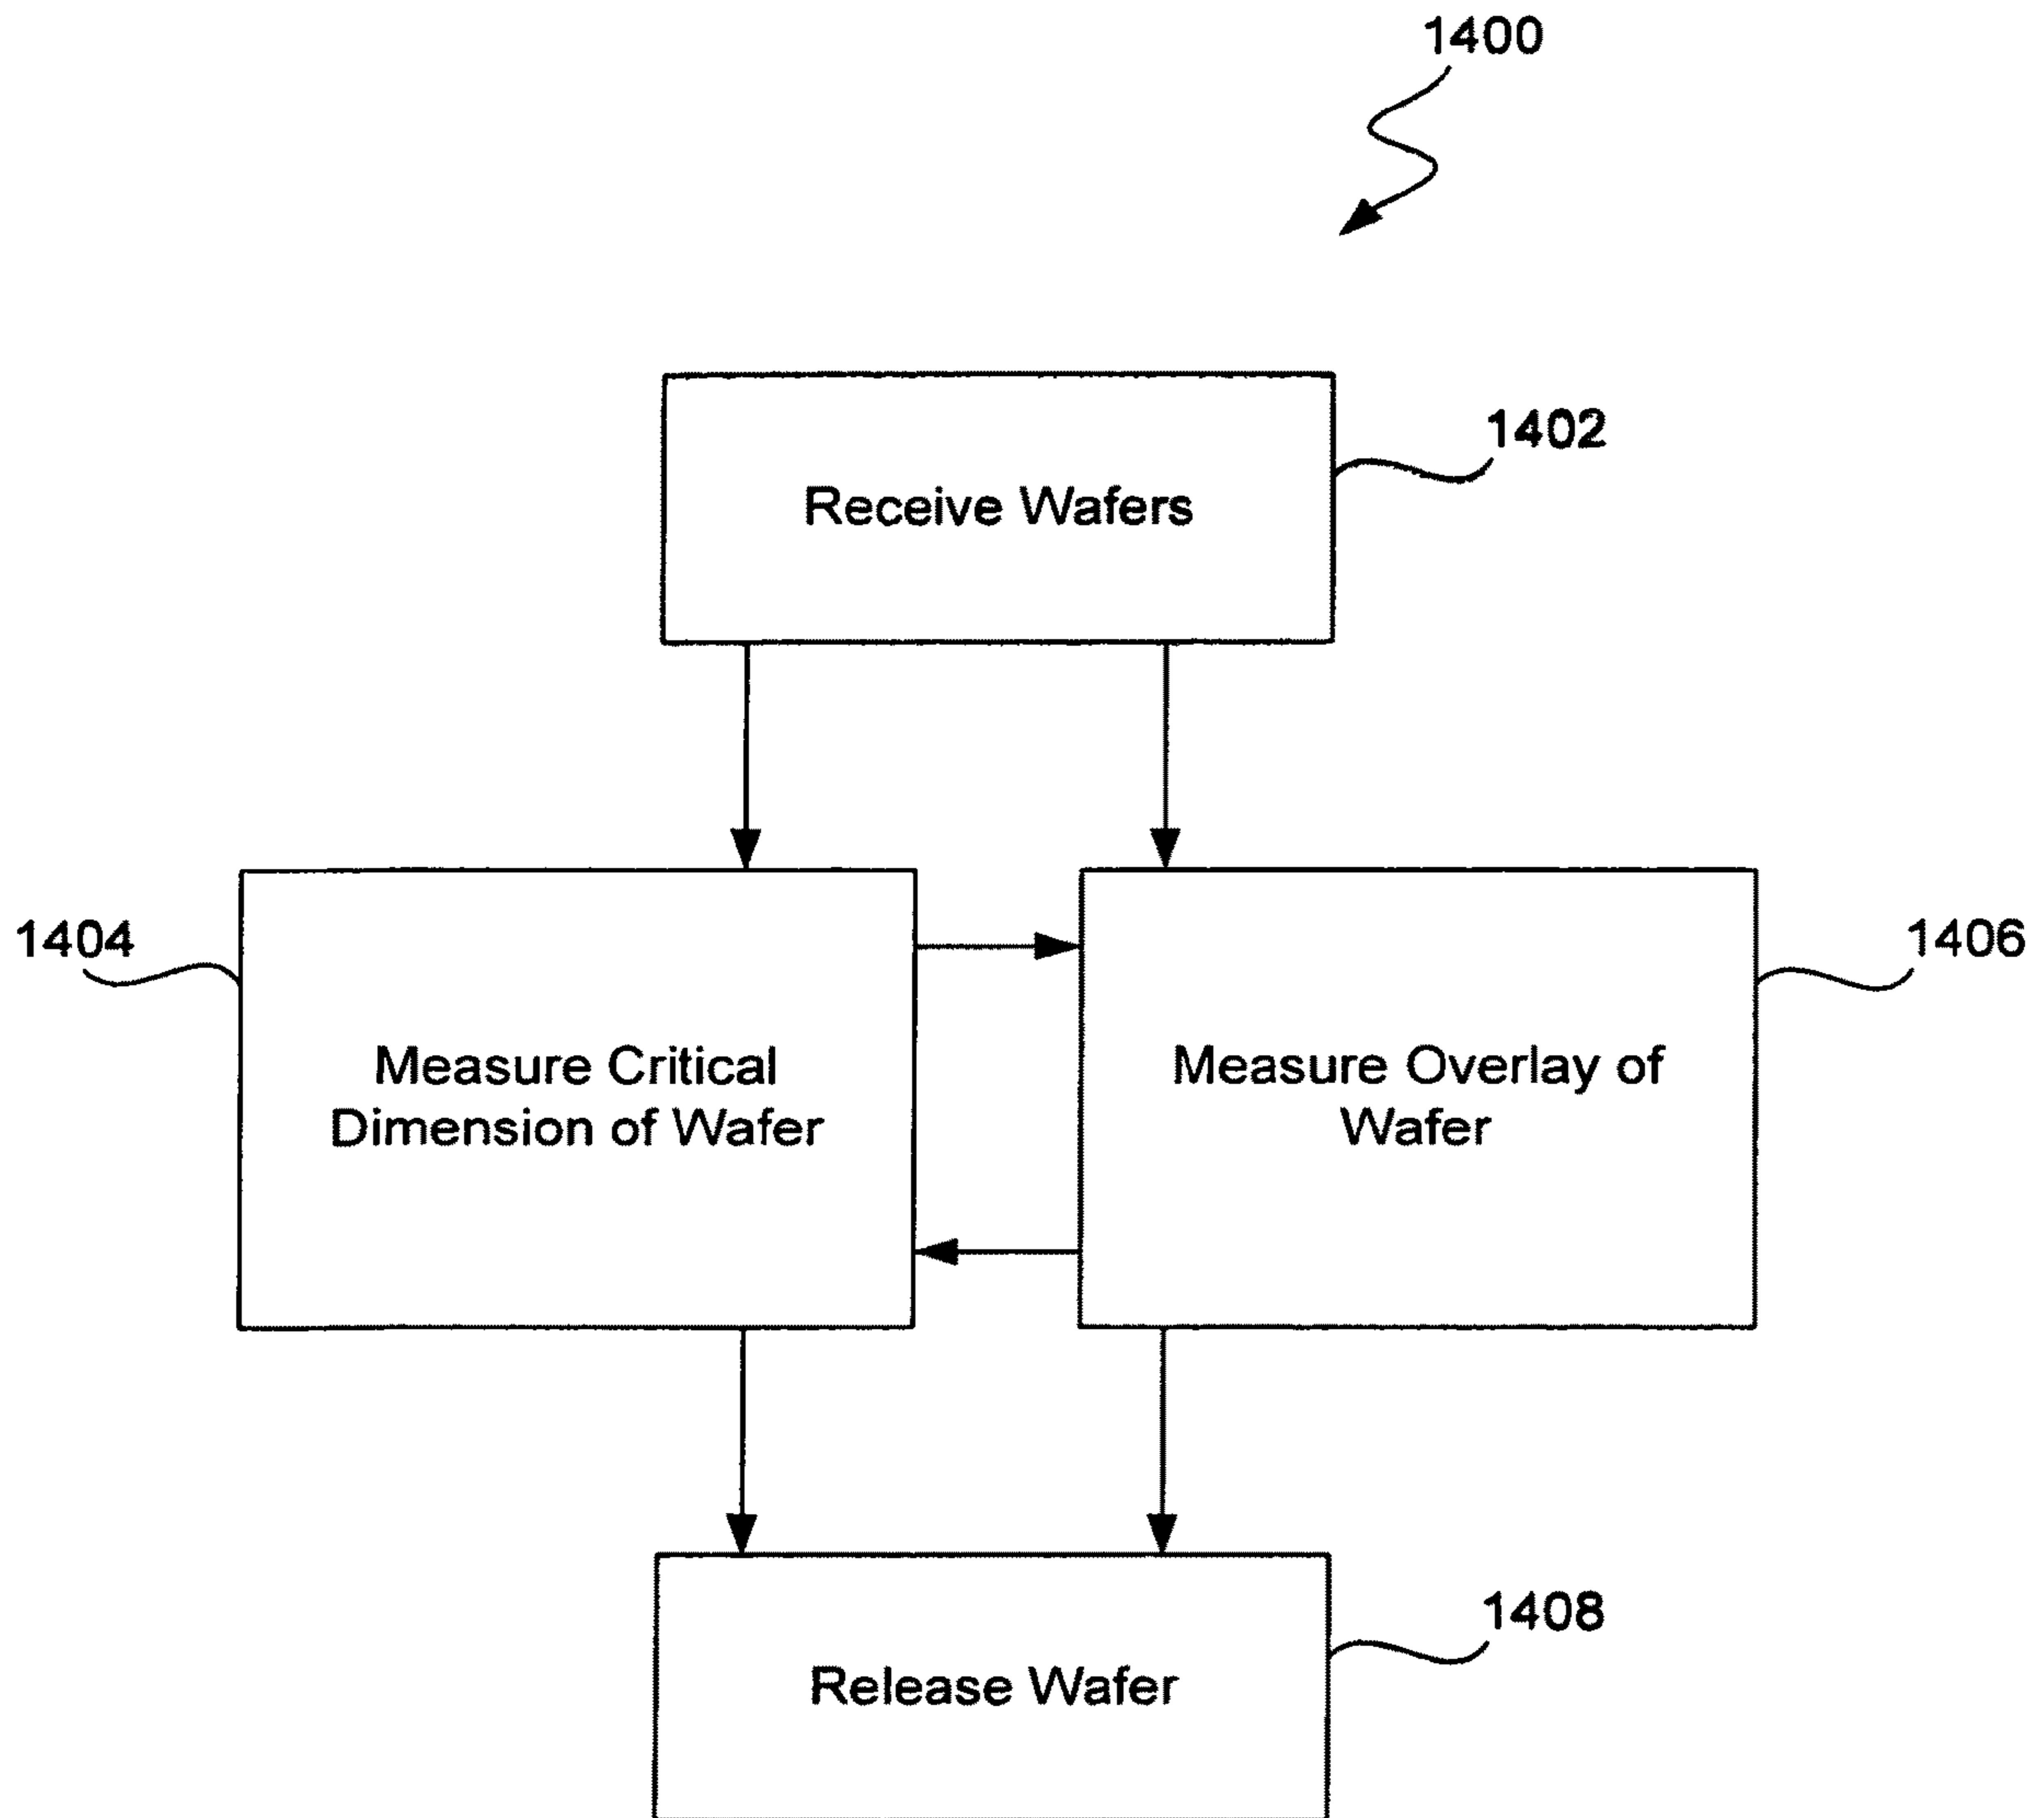 1400
1402
Receive Wafers
1404
1406
Measure Critical
Dimension of Wafer
Measure Overlay of
Wafer
1408
Release Wafer